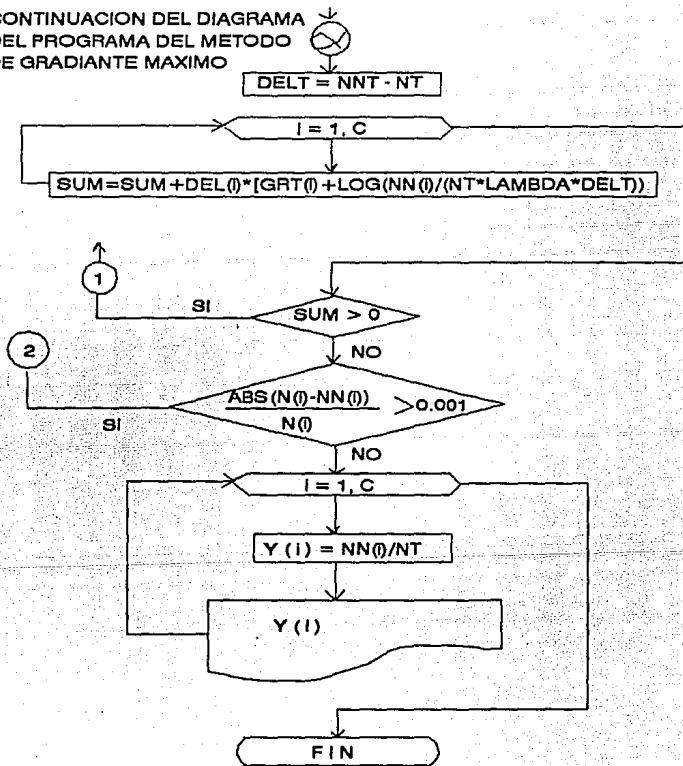 CONTINUACION DEL DIAGRAMA
DEL PROGRAMA DEL METODO
DE GRADIANTE MAXIMO
DELT = NNT - NT
I = 1, C
SUM=SUM+DEL(I)*[GRT(I)+LOG(NN(I)/(NT*LAMBDA*DELT))
1
SI
SUM > 0
2
NO
ABS(N(I)-NN(I))
N(I)
>0.001
SI
NO
I = 1, C
Y (I) = NN(I)/NT
Y (I)
FIN